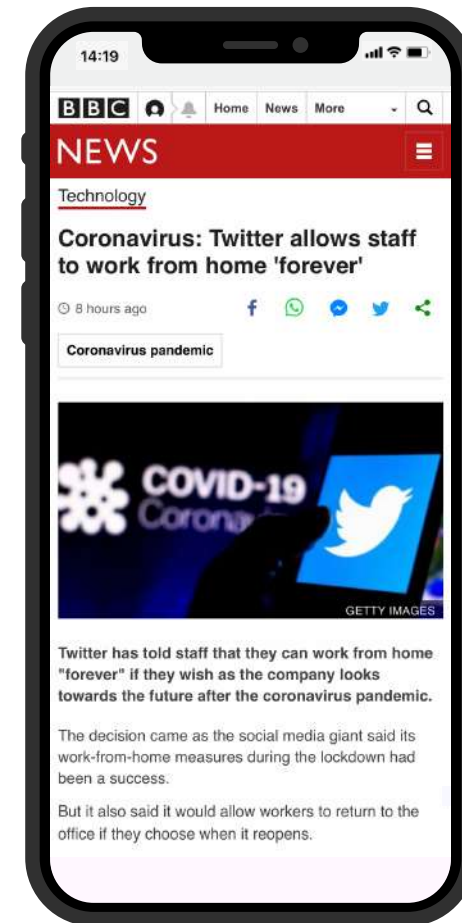 14:19
BBC Home News More
NEWS
Technology
Coronavirus: Twitter allows staff
to work from home 'forever'
8 hours ago
Coronavirus pandemic
COVID-19
Corona
GETTY IMAGES
Twitter has told staff that they can work from home
"forever" if they wish as the company looks
towards the future after the coronavirus pandemic.
The decision came as the social media giant said its
work-from-home measures during the lockdown had
been a success.
But it also said it would allow workers to return to the
office if they choose when it reopens.